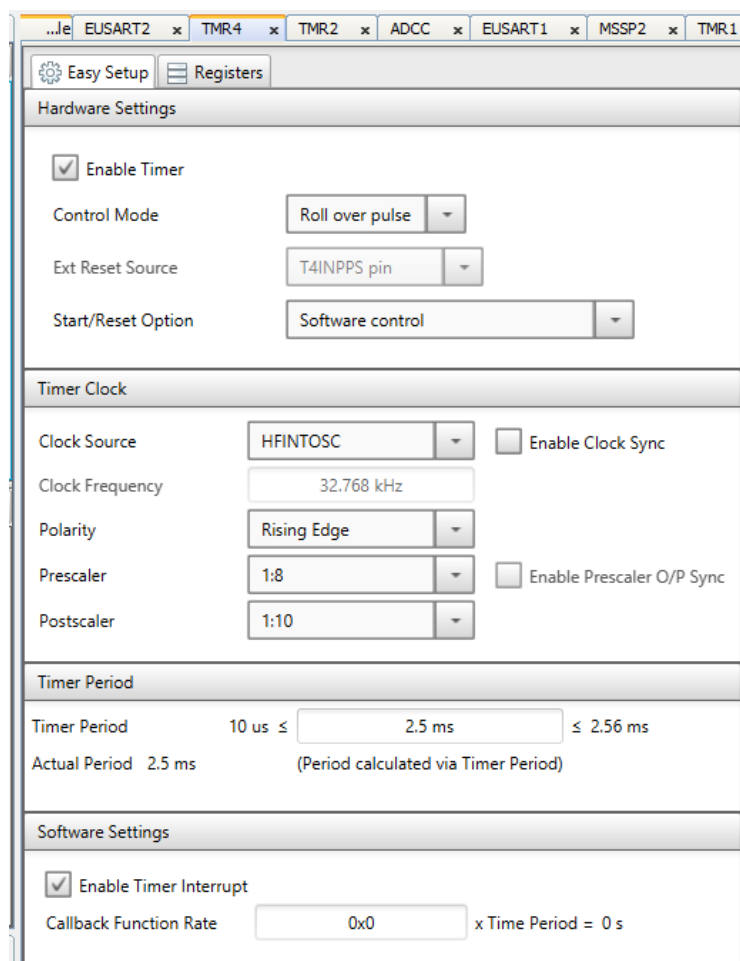 ...le EUSART2 x TMR4 x TMR2 x ADCC x EUSART1 x MSSP2 x TMR1
Easy Setup Registers
Hardware Settings
Enable Timer
Control Mode Roll over pulse
Ext Reset Source T4INPPS pin
Start/Reset Option Software control
Timer Clock
Clock Source HFINTOSC Enable Clock Sync
Clock Frequency 32.768 kHz
Polarity Rising Edge
Prescaler 1:8 Enable Prescaler O/P Sync
Postscaler 1:10
Timer Period
Timer Period 10 us ≤ 2.5 ms ≤ 2.56 ms
Actual Period 2.5 ms (Period calculated via Timer Period)
Software Settings
Enable Timer Interrupt
Callback Function Rate 0x0 x Time Period = 0 s